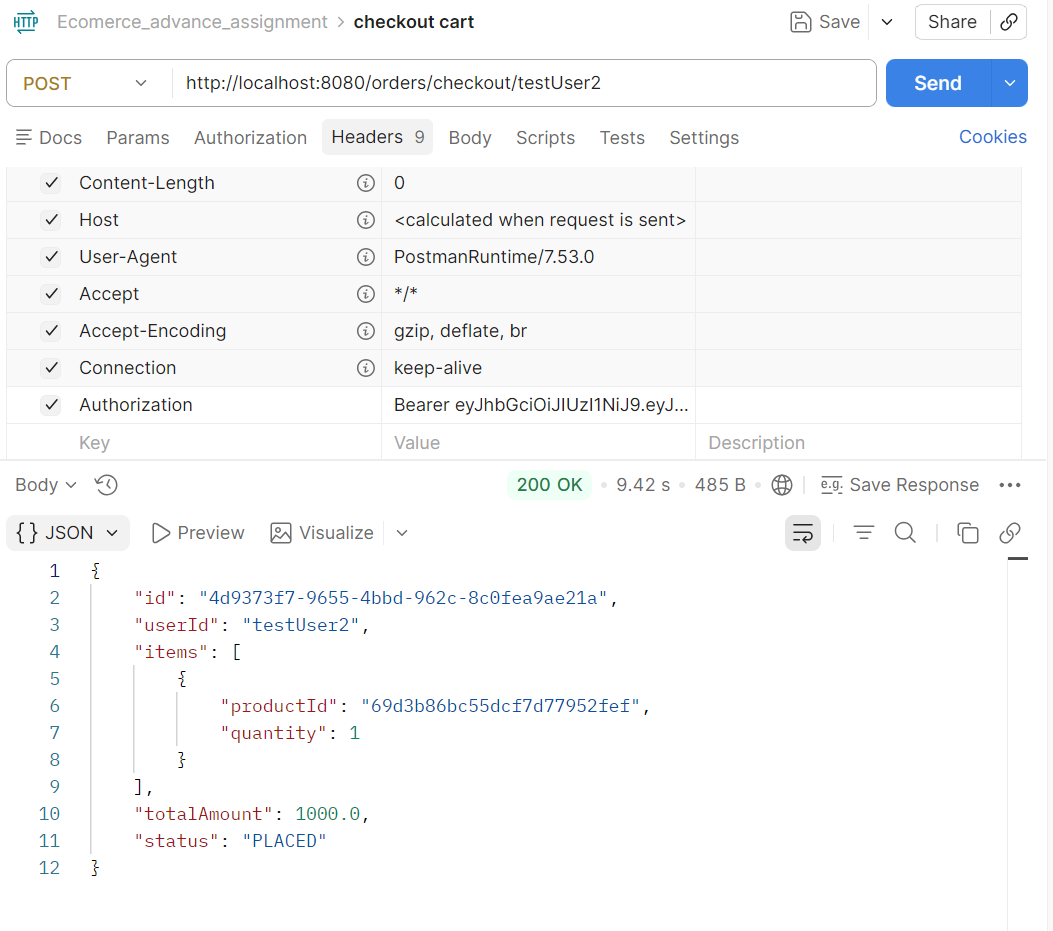 HTTP Ecomerce_advance_assignment > checkout cart Save Share
POST http://localhost:8080/orders/checkout/testUser2 Send
Docs Params Authorization Headers 9 Body Scripts Tests Settings Cookies
Content-Length 0
Host <calculated when request is sent>
User-Agent PostmanRuntime/7.53.0
Accept */*
Accept-Encoding gzip, deflate, br
Connection keep-alive
Authorization Bearer eyJhbGciOiJIUzI1NiJ9.eyJ...
Key Value Description
Body 200 OK • 9.42 s • 485 B • e.g. Save Response
{} JSON Preview Visualize
1 {
2 "id": "4d9373f7-9655-4bbd-962c-8c0fea9ae21a",
3 "userId": "testUser2",
4 "items": [
5 {
6 "productId": "69d3b86bc55dcf7d77952fef",
7 "quantity": 1
8 }
9 ],
10 "totalAmount": 1000.0,
11 "status": "PLACED"
12 }